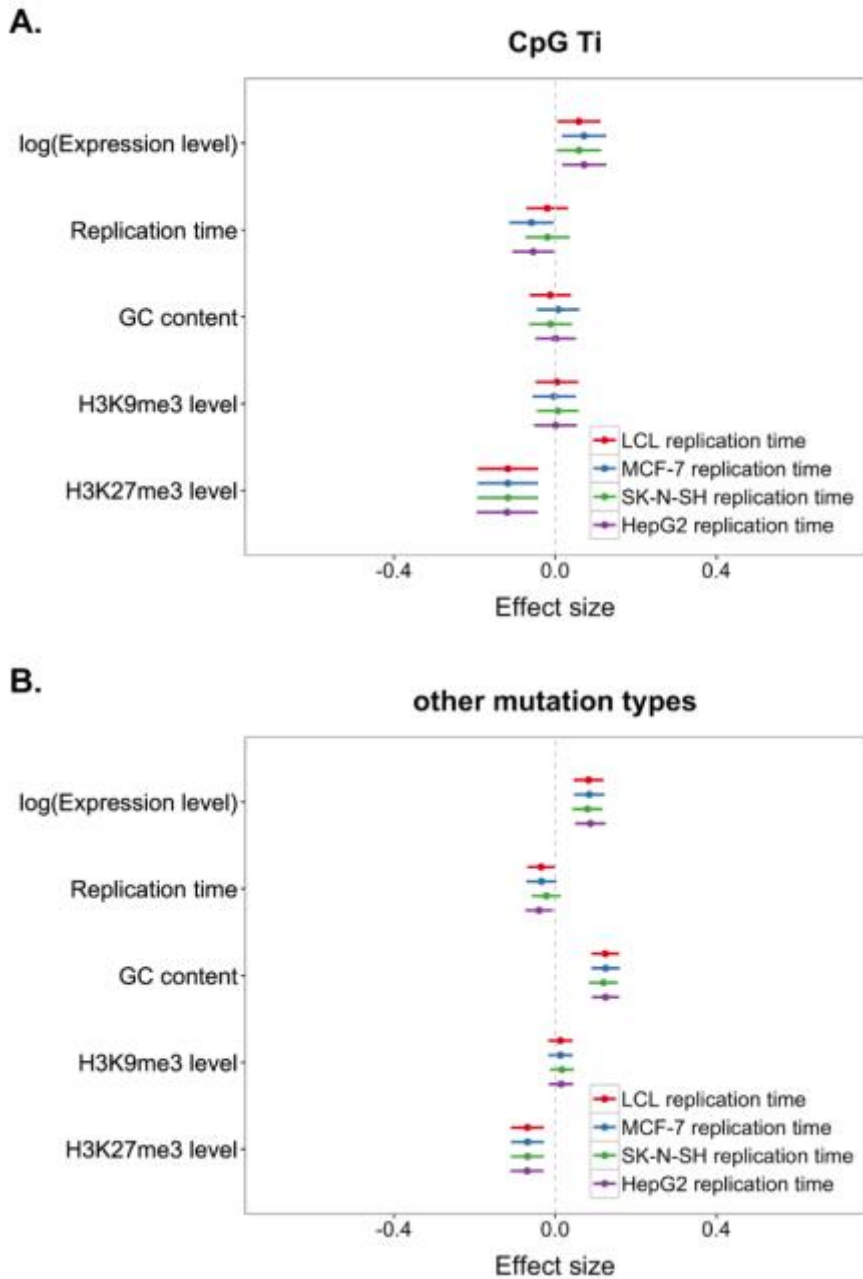 A.
CpG Ti
log(Expression level)
Replication time
GC content
H3K9me3 level
H3K27me3 level
LCL replication time
MCF-7 replication time
SK-N-SH replication time
HepG2 replication time
-0.4 0.0 0.4
Effect size
B.
other mutation types
log(Expression level)
Replication time
GC content
H3K9me3 level
H3K27me3 level
LCL replication time
MCF-7 replication time
SK-N-SH replication time
HepG2 replication time
-0.4 0.0 0.4
Effect size